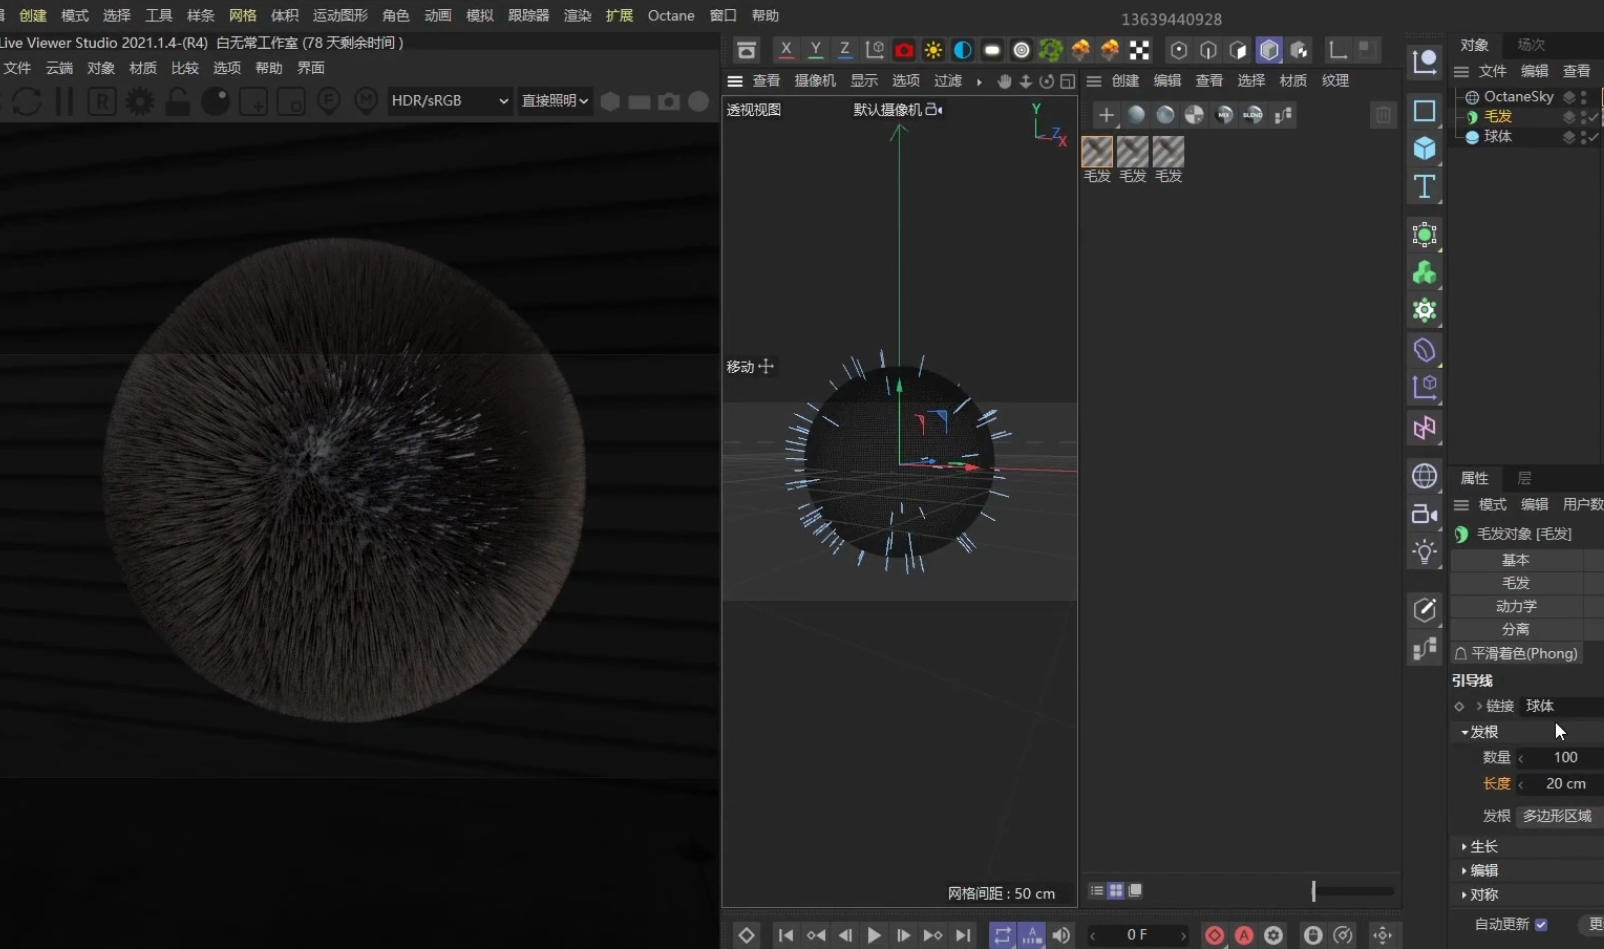 创建 模式 选择 工具 样条 网格 体积 运动图形 角色 动画 模拟 跟踪器 渲染 扩展 Octane 窗口 帮助
13639440928
Live Viewer Studio 2021.1.4-(R4) 白无常工作室 (78 天剩余时间 )
文件 云端 对象 材质 比较 选项 帮助 界面
R F M HDR/sRGB 直接照明
X Y Z
查看 摄像机 显示 选项 过滤
透视视图 默认摄像机
Y Z X
移动
网格间距 : 50 cm
创建 编辑 查看 选择 材质 纹理
MIX BLEND
毛发 毛发 毛发
T
对象 场次
文件 编辑 查看
OctaneSky
毛发
球体
属性 层
模式 编辑 用户数
毛发对象 [毛发]
基本
毛发
动力学
分离
平滑着色(Phong)
引导线
链接 球体
发根
数量 100
长度 20 cm
发根 多边形区域
生长
编辑
对称
自动更新 更
A 0 F A